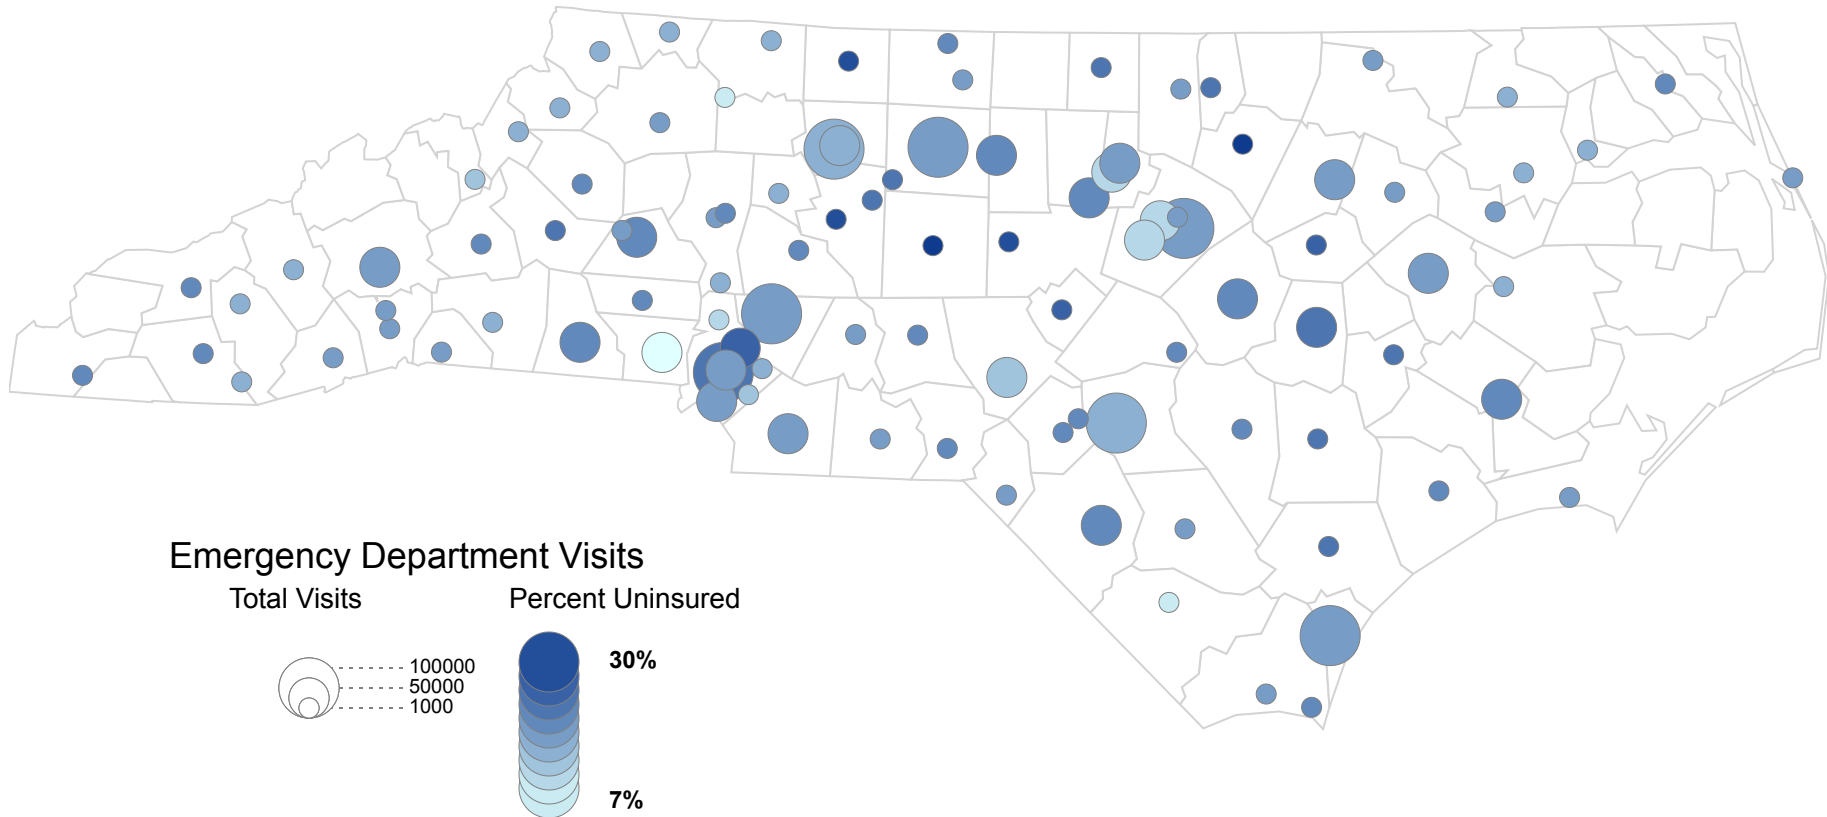 Emergency Department Visits
Total Visits
Percent Uninsured
100000
50000
1000
30%
7%